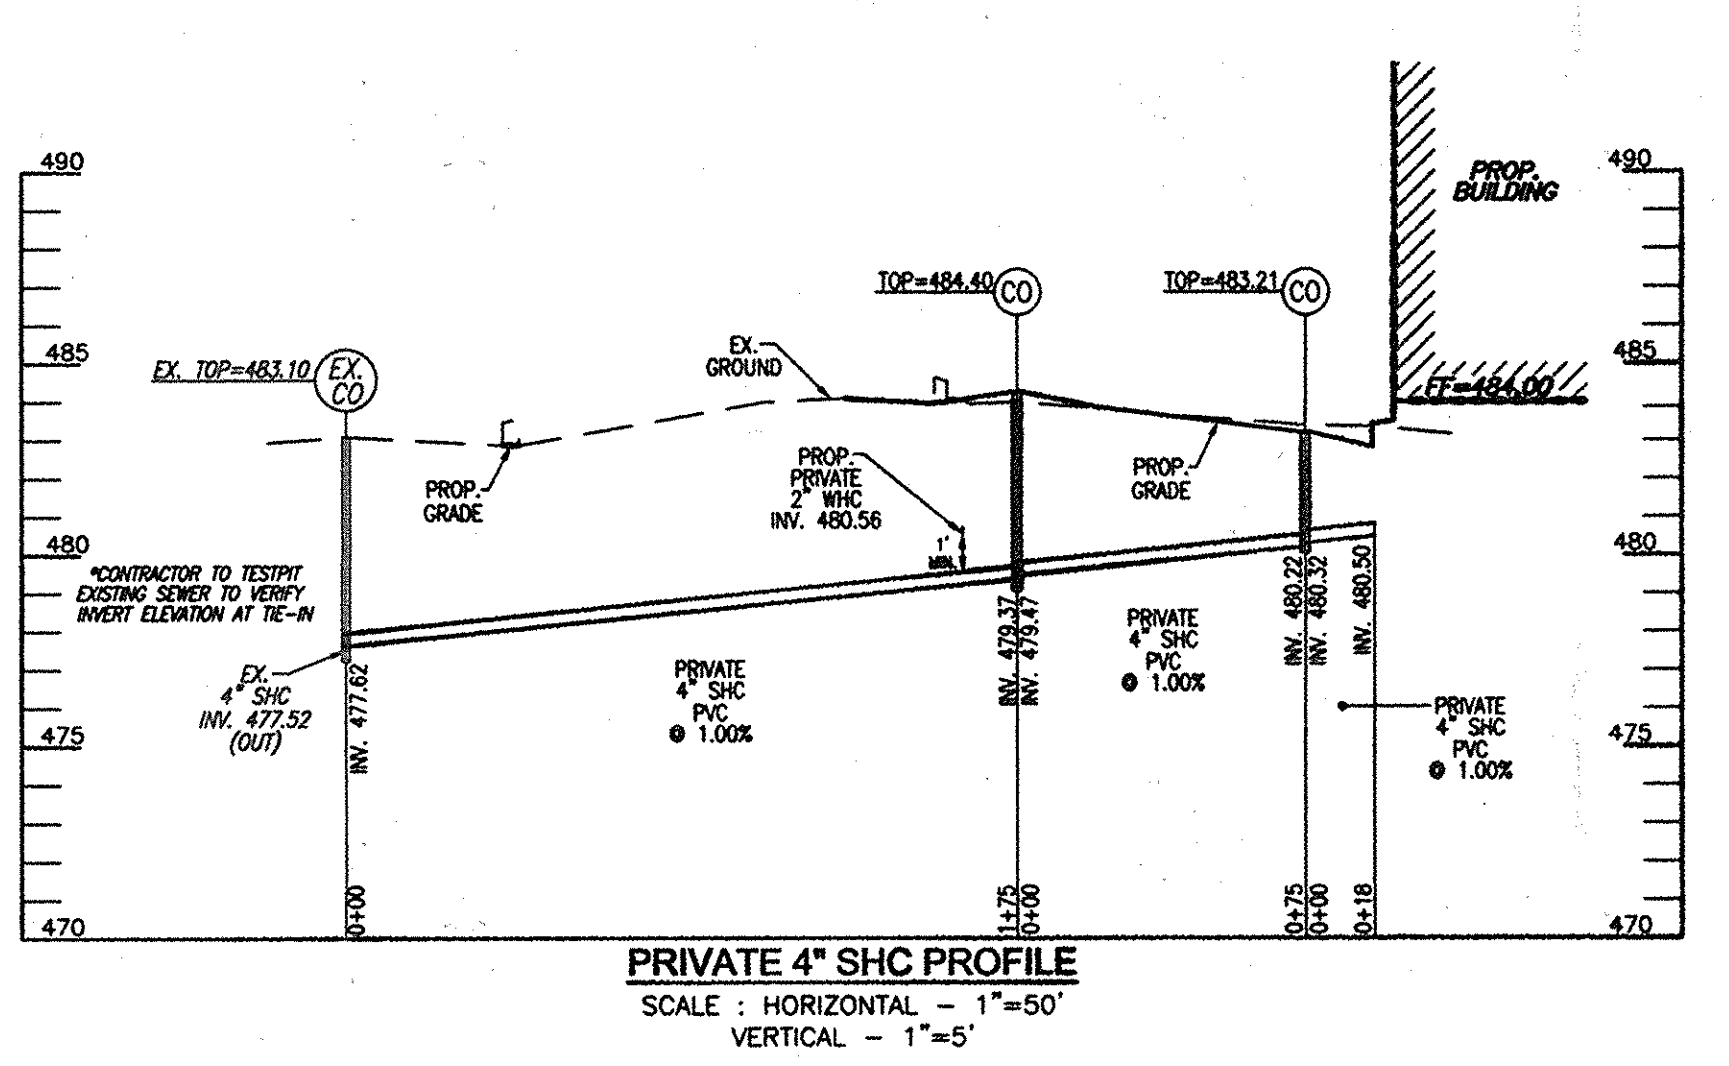 490
490
PROP.
BUILDING
TOP=484.40
CO
TOP=483.21
CO
485
EX. TOP=483.10
EX.
CO
EX.
GROUND
485
FF=484.00
PROP.
GRADE
PROP.
PRIVATE
2" WHC
INV. 480.56
1'
MIN.
PROP.
GRADE
480
480
*CONTRACTOR TO TESTPIT
EXISTING SEWER TO VERIFY
INVERT ELEVATION AT TIE-IN
EX.
4" SHC
INV. 477.52
(OUT)
INV. 477.62
PRIVATE
4" SHC
PVC
@ 1.00%
INV. 479.37
INV. 479.47
PRIVATE
4" SHC
PVC
@ 1.00%
INV. 480.22
INV. 480.32
INV. 480.50
PRIVATE
4" SHC
PVC
@ 1.00%
475
475
470
0+00
1+75
0+00
0+75
0+00
0+18
470
PRIVATE 4" SHC PROFILE
SCALE : HORIZONTAL - 1"=50'
VERTICAL - 1"=5'